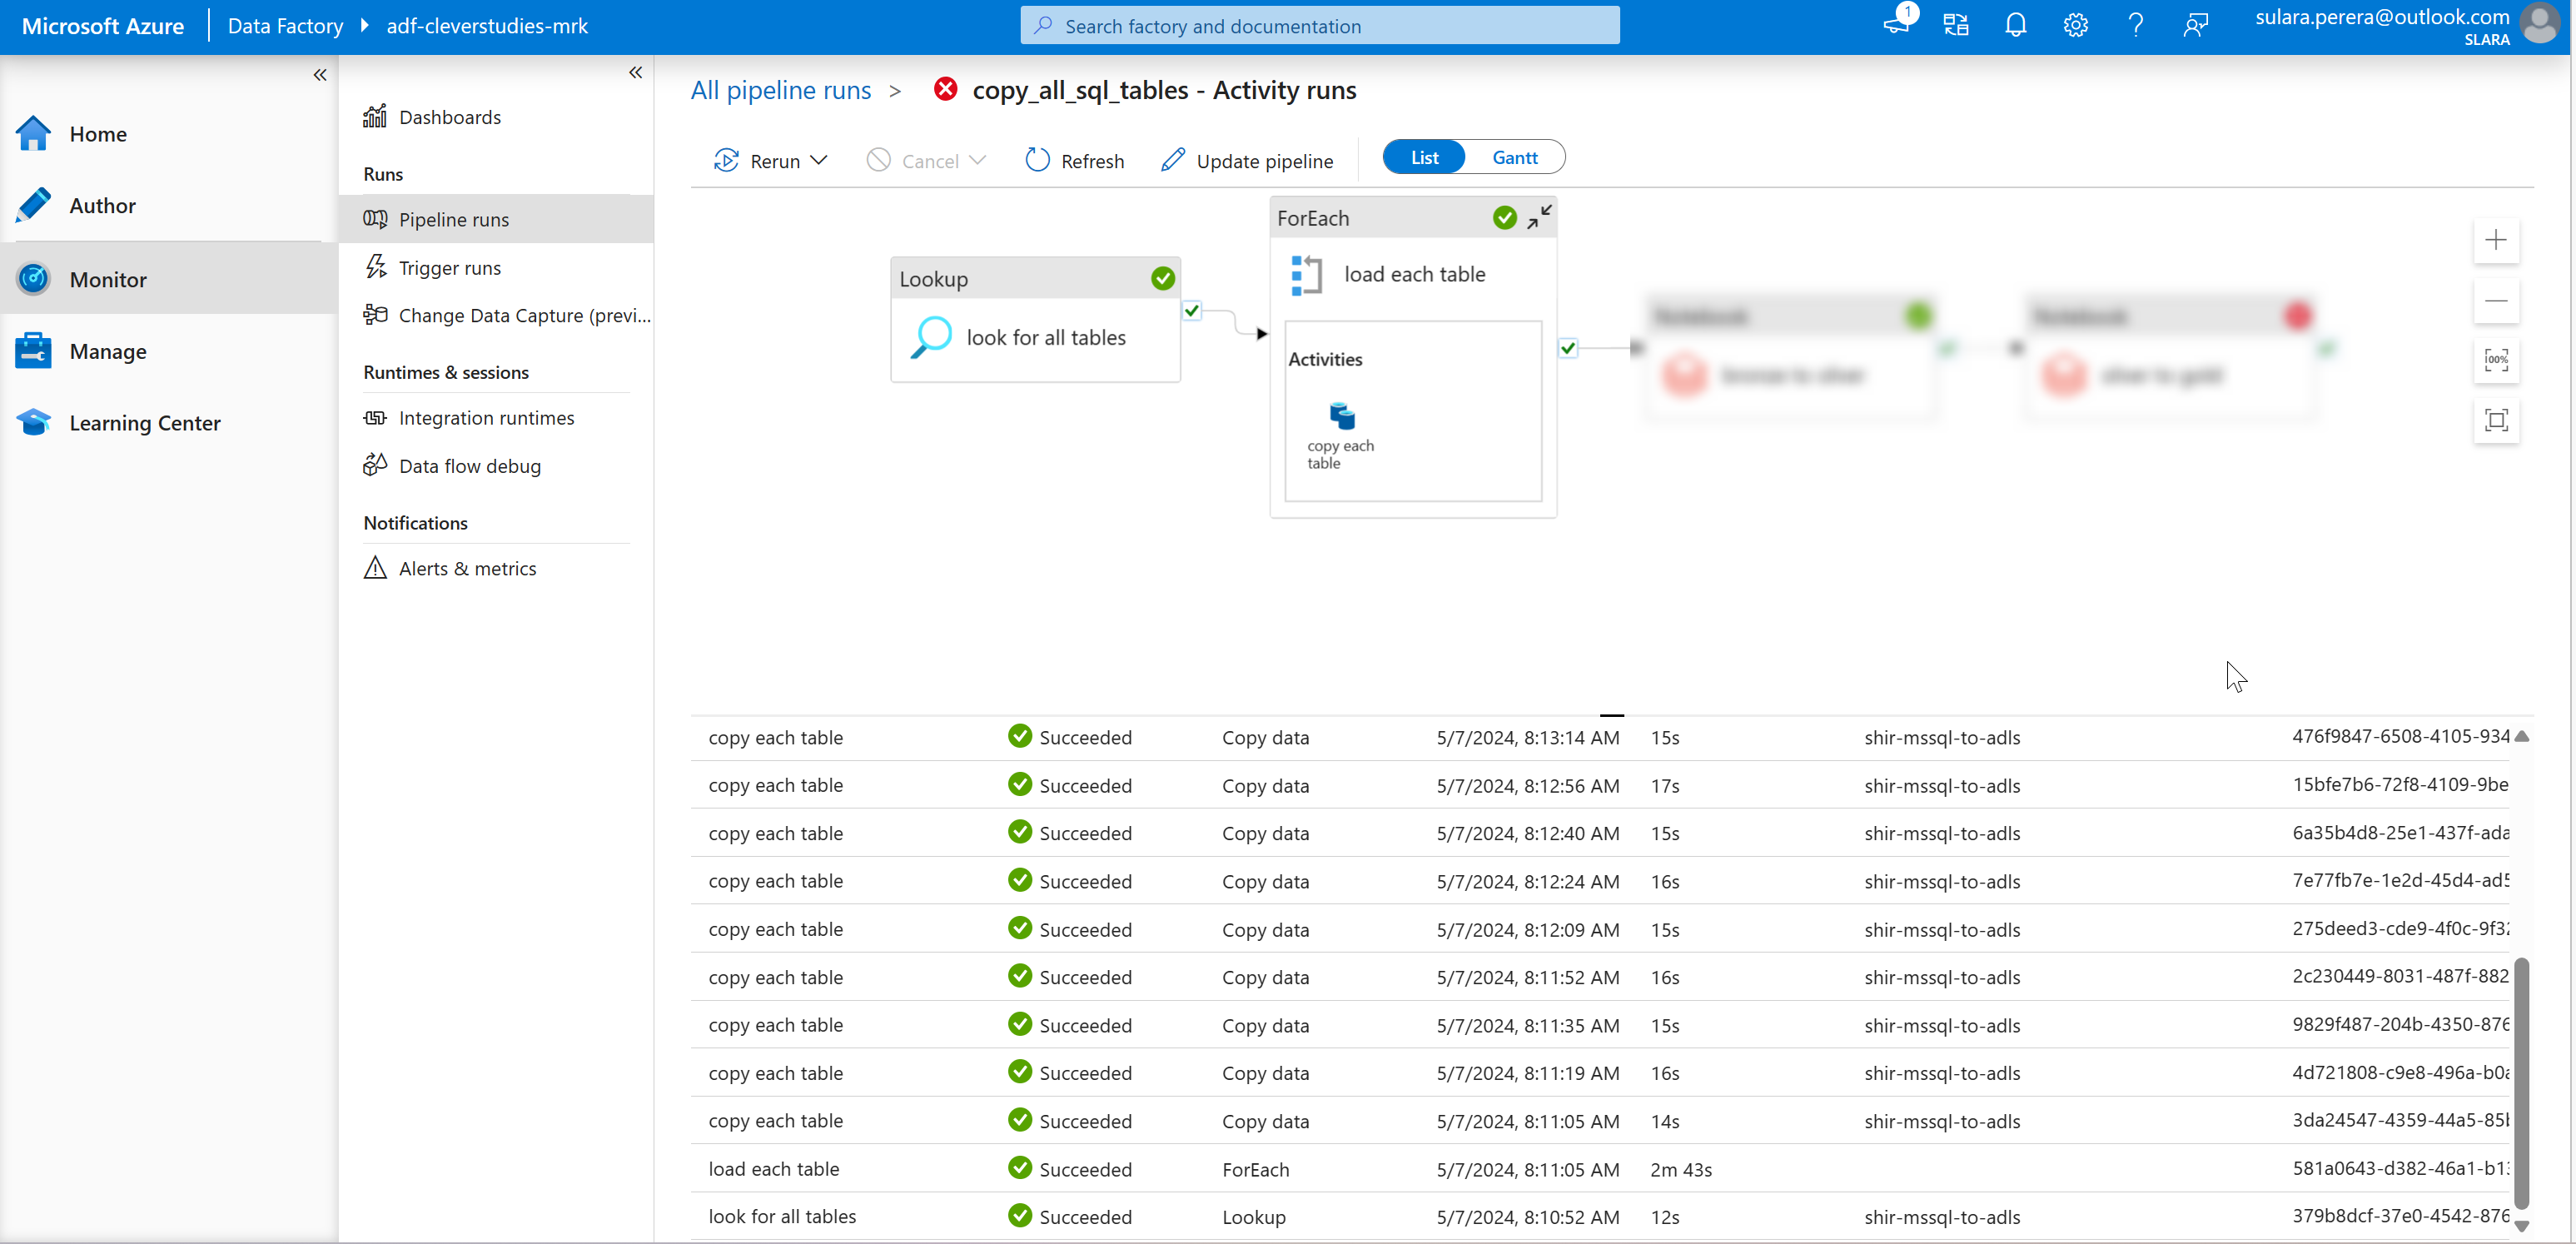 Microsoft Azure
Data Factory
adf-cleverstudies-mrk
Search factory and documentation
1
sulara.perera@outlook.com
SLARA
Home
Author
Monitor
Manage
Learning Center
Dashboards
Runs
Pipeline runs
Trigger runs
Change Data Capture (previ...
Runtimes & sessions
Integration runtimes
Data flow debug
Notifications
Alerts & metrics
All pipeline runs > copy_all_sql_tables - Activity runs
Rerun Cancel Refresh Update pipeline List Gantt
Lookup
look for all tables
ForEach
load each table
Activities
copy each
table
100%
copy each table Succeeded Copy data 5/7/2024, 8:13:14 AM 15s shir-mssql-to-adls 476f9847-6508-4105-934
copy each table Succeeded Copy data 5/7/2024, 8:12:56 AM 17s shir-mssql-to-adls 15bfe7b6-72f8-4109-9be
copy each table Succeeded Copy data 5/7/2024, 8:12:40 AM 15s shir-mssql-to-adls 6a35b4d8-25e1-437f-ada
copy each table Succeeded Copy data 5/7/2024, 8:12:24 AM 16s shir-mssql-to-adls 7e77fb7e-1e2d-45d4-ad5
copy each table Succeeded Copy data 5/7/2024, 8:12:09 AM 15s shir-mssql-to-adls 275deed3-cde9-4f0c-9f32
copy each table Succeeded Copy data 5/7/2024, 8:11:52 AM 16s shir-mssql-to-adls 2c230449-8031-487f-882
copy each table Succeeded Copy data 5/7/2024, 8:11:35 AM 15s shir-mssql-to-adls 9829f487-204b-4350-876
copy each table Succeeded Copy data 5/7/2024, 8:11:19 AM 16s shir-mssql-to-adls 4d721808-c9e8-496a-b0a
copy each table Succeeded Copy data 5/7/2024, 8:11:05 AM 14s shir-mssql-to-adls 3da24547-4359-44a5-85b
load each table Succeeded ForEach 5/7/2024, 8:11:05 AM 2m 43s 581a0643-d382-46a1-b13
look for all tables Succeeded Lookup 5/7/2024, 8:10:52 AM 12s shir-mssql-to-adls 379b8dcf-37e0-4542-876